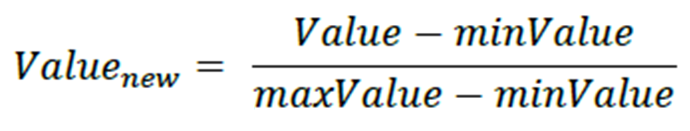 Value_new = (Value − minValue) / (maxValue − minValue)